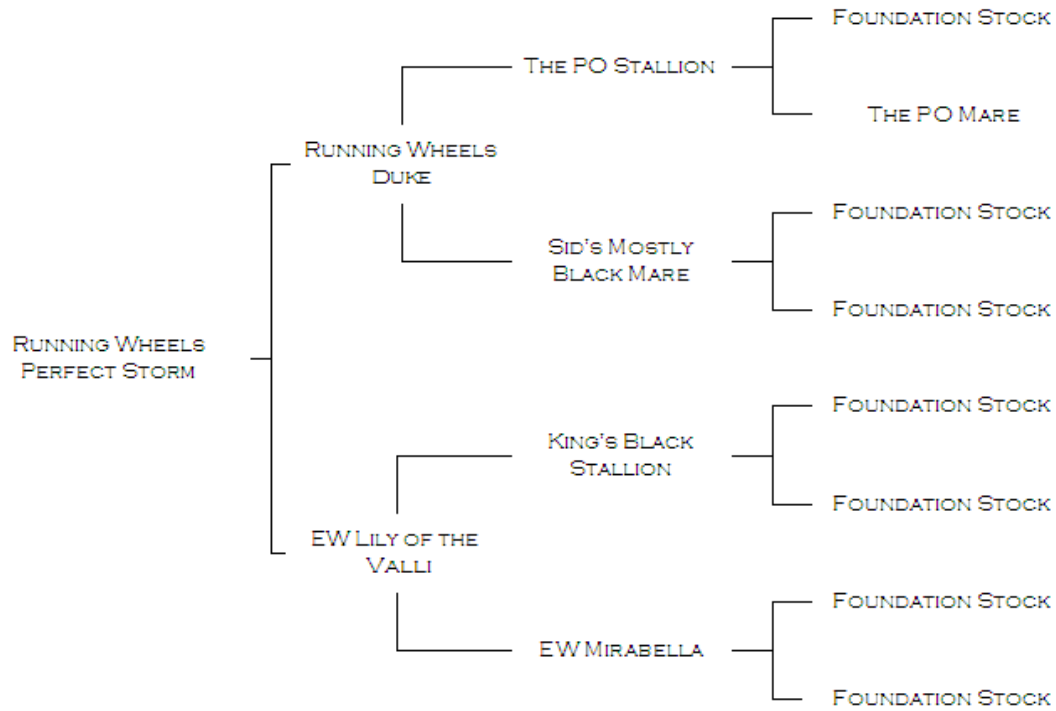 Foundation Stock
The PO Stallion
The PO Mare
Running Wheels
Duke
Foundation Stock
Sid's Mostly
Black Mare
Foundation Stock
Running Wheels
Perfect Storm
Foundation Stock
King's Black
Stallion
Foundation Stock
EW Lily of the
Valli
Foundation Stock
EW Mirabella
Foundation Stock